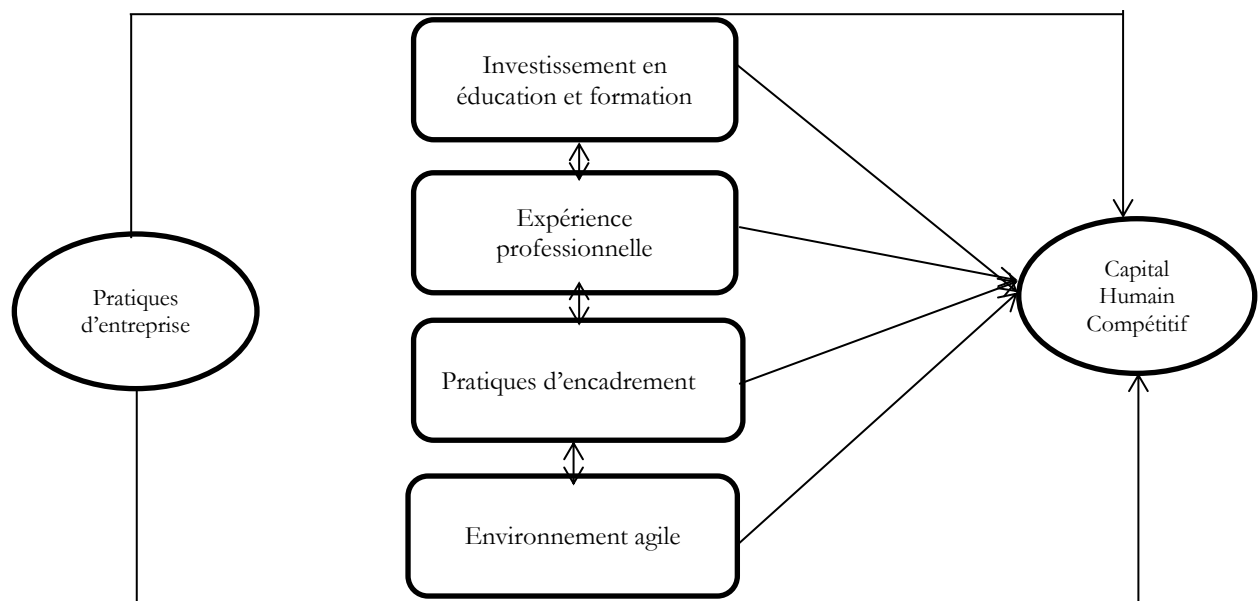 Investissement en
éducation et formation
Expérience
professionnelle
Pratiques
d’entreprise
Capital
Humain
Compétitif
Pratiques d’encadrement
Environnement agile